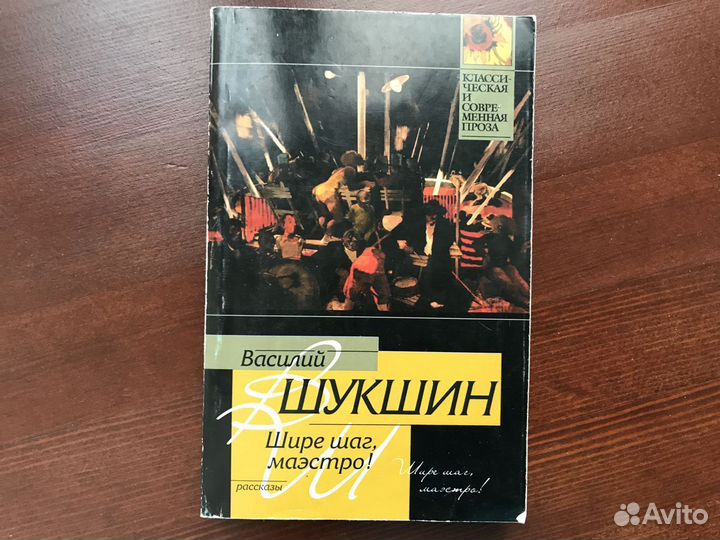 КЛАССИ-
ЧЕСКАЯ
И
СОВРЕ-
МЕННАЯ
ПРОЗА
Василий
ШУКШИН
Шире шаг,
маэстро!
рассказы
Шире шаг,
маэстро!
Avito